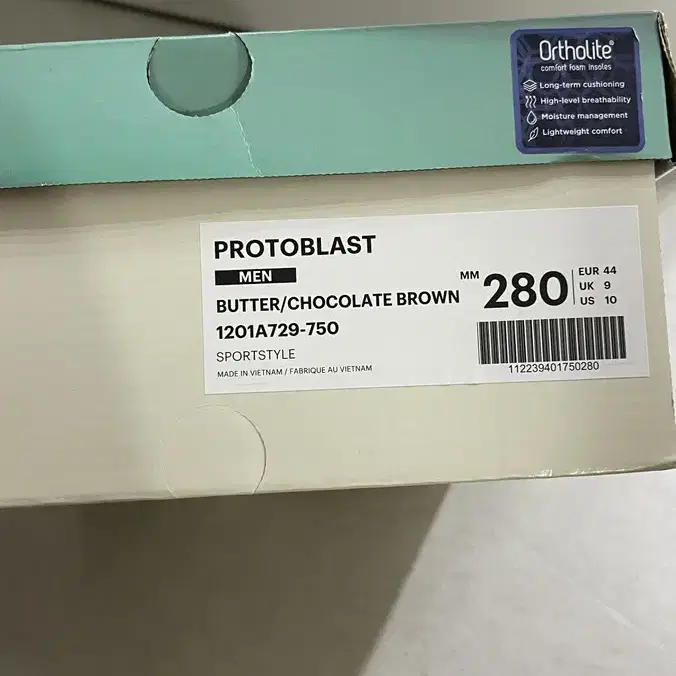 Ortholite®
comfort foam insoles
Long-term cushioning
High-level breathability
Moisture management
Lightweight comfort
PROTOBLAST
MEN
BUTTER/CHOCOLATE BROWN
1201A729-750
SPORTSTYLE
MADE IN VIETNAM / FABRIQUE AU VIETNAM
MM 280
EUR 44
UK 9
US 10
112239401750280